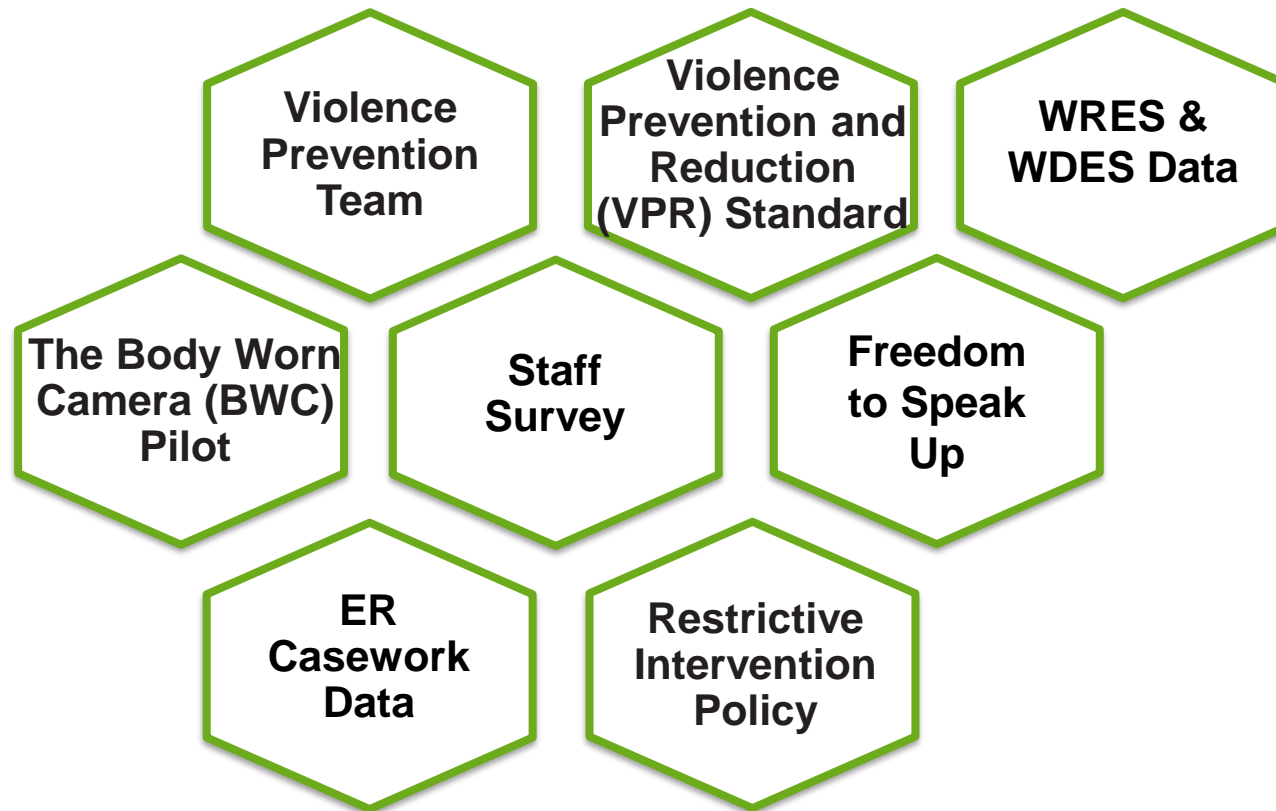 Violence
Prevention
Team
Violence
Prevention and
Reduction
(VPR) Standard
WRES &
WDES Data
The Body Worn
Camera (BWC)
Pilot
Staff
Survey
Freedom
to Speak
Up
ER
Casework
Data
Restrictive
Intervention
Policy